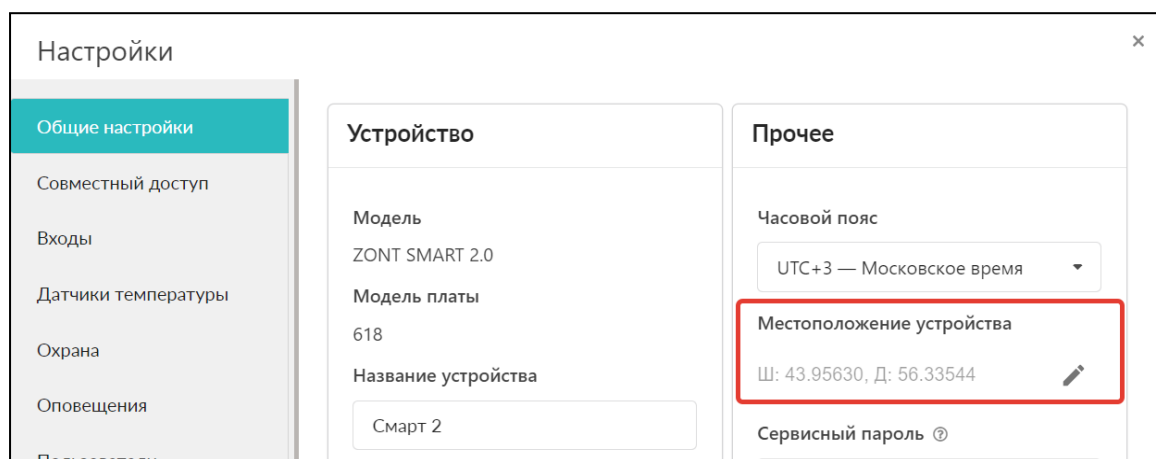 Настройки
×
Общие настройки
Совместный доступ
Входы
Датчики температуры
Охрана
Оповещения
Устройство
Модель
ZONT SMART 2.0
Модель платы
618
Название устройства
Смарт 2
Прочее
Часовой пояс
UTC+3 — Московское время
Местоположение устройства
Ш: 43.95630, Д: 56.33544
Сервисный пароль ?